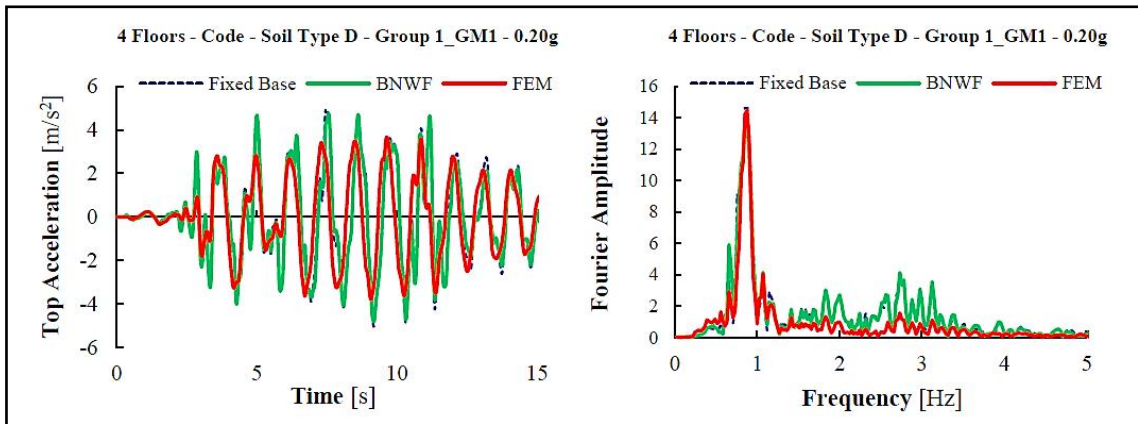 4 Floors - Code - Soil Type D - Group 1_GM1 - 0.20g
Fixed Base BNWF FEM
Top Acceleration [m/s²]
6
4
2
0
-2
-4
-6
0 5 10 15
Time [s]
4 Floors - Code - Soil Type D - Group 1_GM1 - 0.20g
Fixed Base BNWF FEM
Fourier Amplitude
16
14
12
10
8
6
4
2
0
0 1 2 3 4 5
Frequency [Hz]